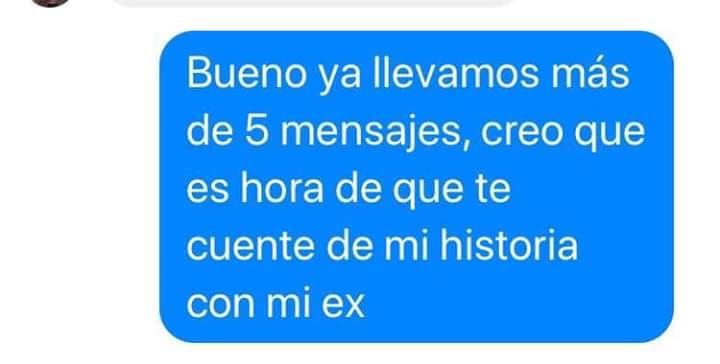 Bueno ya llevamos más
de 5 mensajes, creo que
es hora de que te
cuente de mi historia
con mi ex